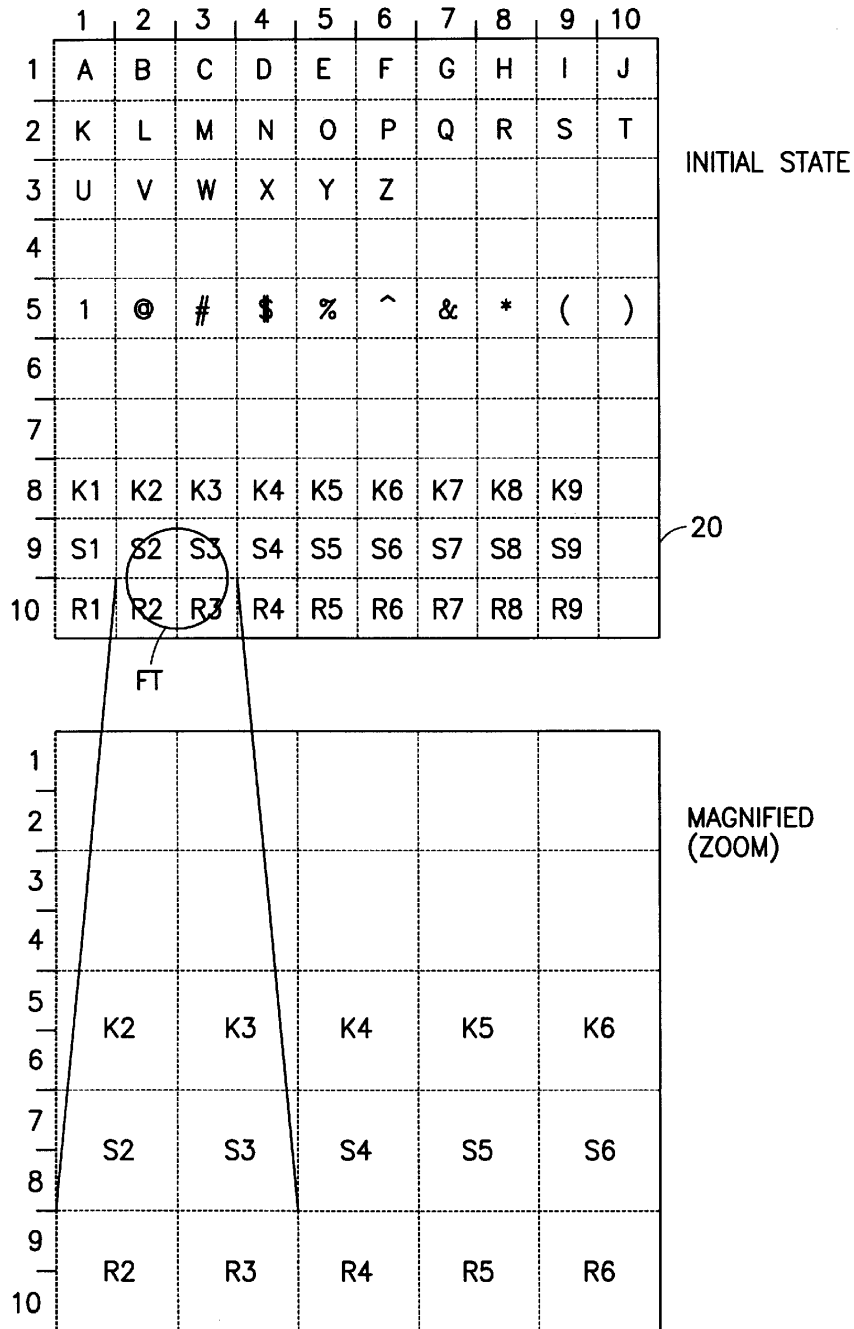 1 2 3 4 5 6 7 8 9 10
1 A B C D E F G H I J
2 K L M N O P Q R S T
INITIAL STATE
3 U V W X Y Z
4
5 1 @ # $ % ^ & * ( )
6
7
8 K1 K2 K3 K4 K5 K6 K7 K8 K9
9 S1 S2 S3 S4 S5 S6 S7 S8 S9
20
10 R1 R2 R3 R4 R5 R6 R7 R8 R9
FT
1
2
MAGNIFIED
(ZOOM)
3
4
5
K2 K3 K4 K5 K6
6
7
S2 S3 S4 S5 S6
8
9
R2 R3 R4 R5 R6
10